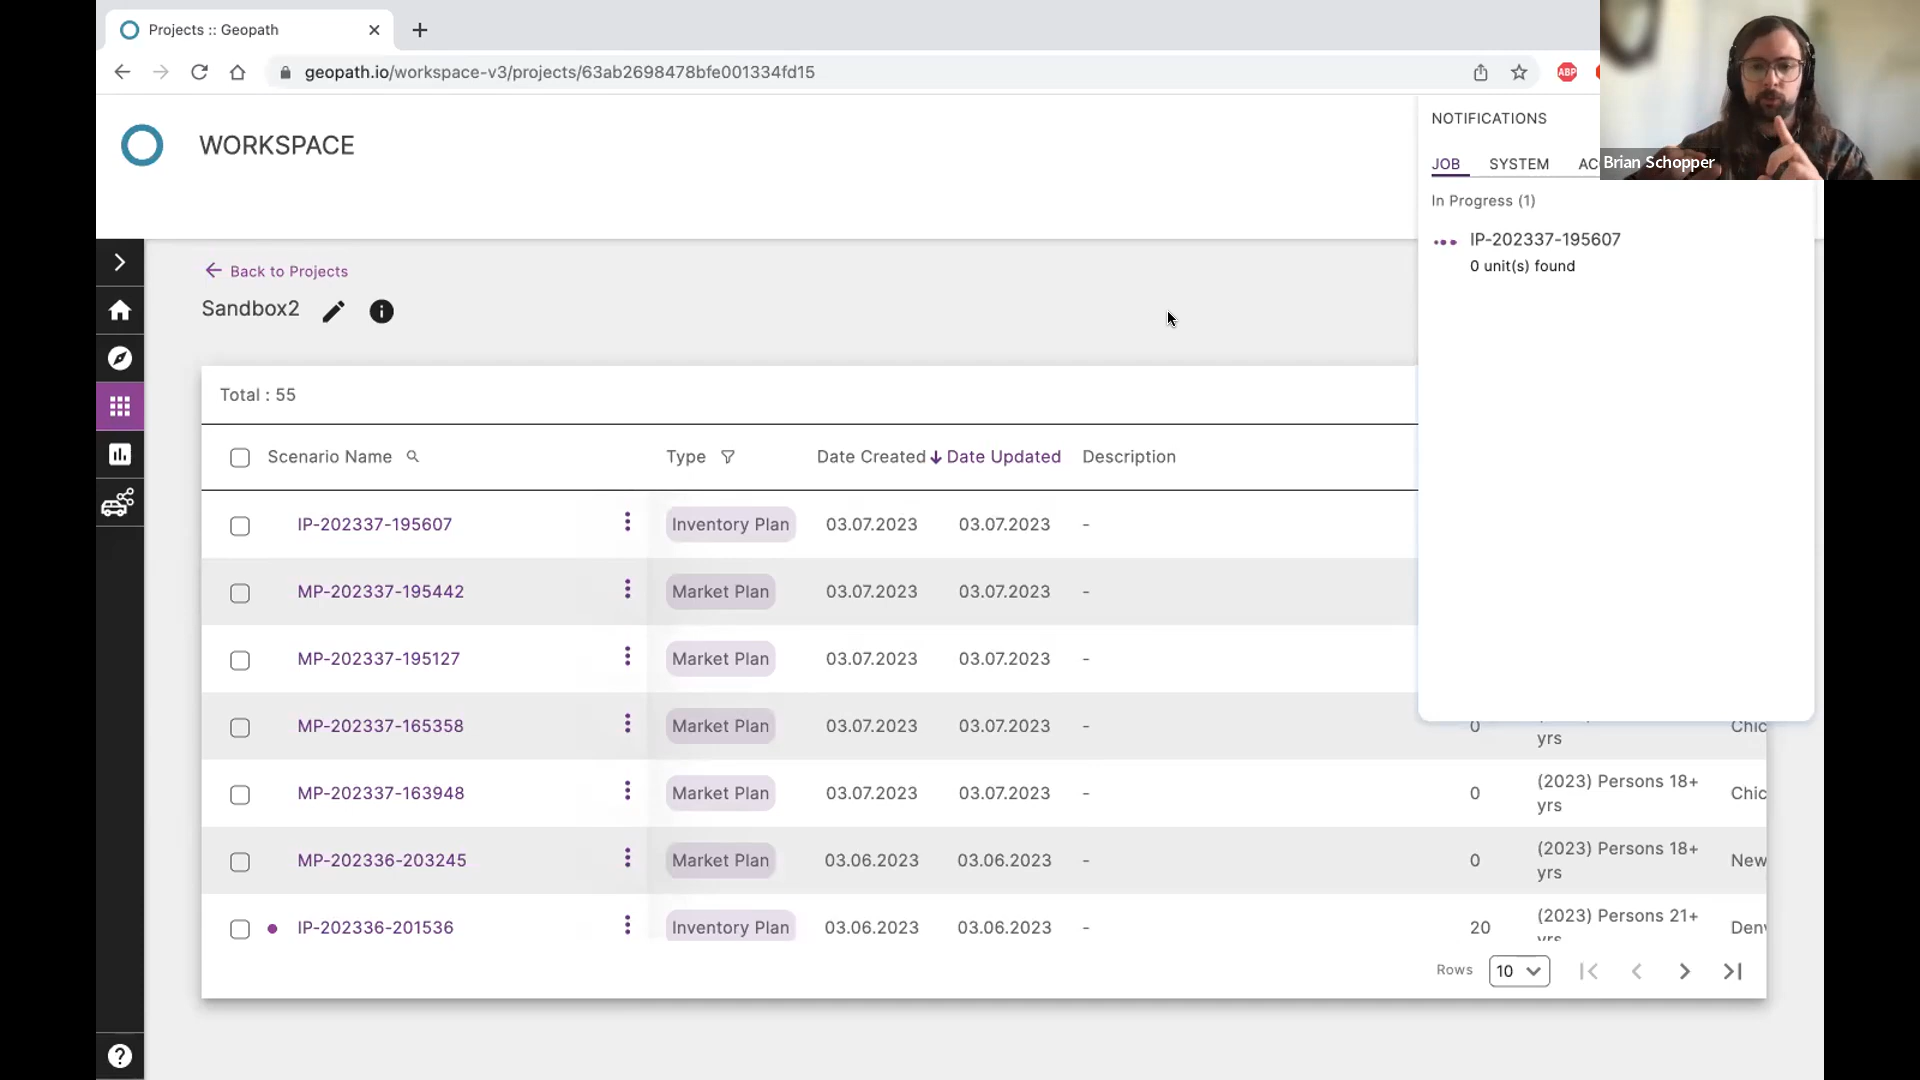 Projects :: Geopath
geopath.io/workspace-v3/projects/63ab2698478bfe001334fd15
ABP
Brian Schopper
WORKSPACE
NOTIFICATIONS
JOB SYSTEM AC
In Progress (1)
IP-202337-195607
0 unit(s) found
Back to Projects
Sandbox2
Total : 55
Scenario Name Type Date Created Date Updated Description
IP-202337-195607 Inventory Plan 03.07.2023 03.07.2023 -
MP-202337-195442 Market Plan 03.07.2023 03.07.2023 -
MP-202337-195127 Market Plan 03.07.2023 03.07.2023 -
MP-202337-165358 Market Plan 03.07.2023 03.07.2023 - 0 yrs Chic
MP-202337-163948 Market Plan 03.07.2023 03.07.2023 - 0 (2023) Persons 18+ Chic
yrs
MP-202336-203245 Market Plan 03.06.2023 03.06.2023 - 0 (2023) Persons 18+ New
yrs
IP-202336-201536 Inventory Plan 03.06.2023 03.06.2023 - 20 (2023) Persons 21+ Den
yrs
Rows 10